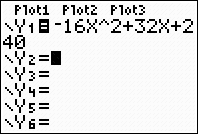 Plot1 Plot2 Plot3
\Y1=-16X^2+32X+2
40
\Y2=
\Y3=
\Y4=
\Y5=
\Y6=